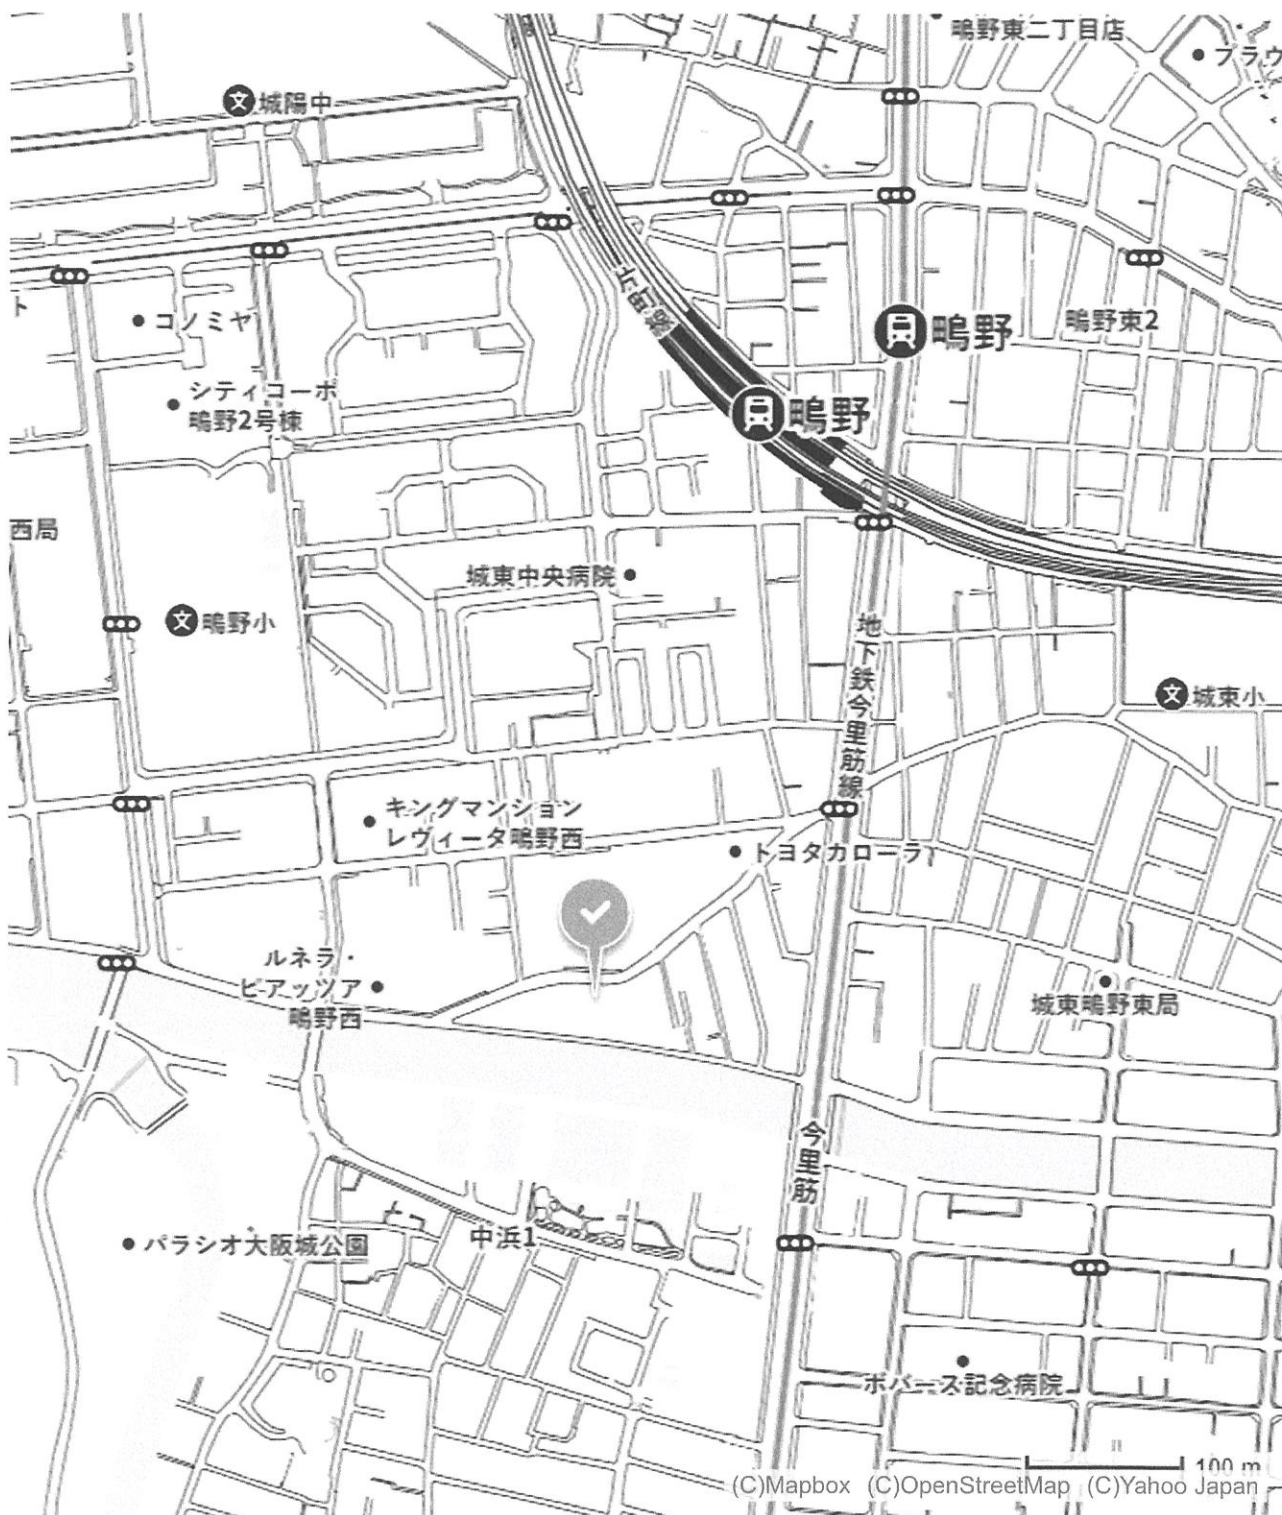 鴫野東二丁目店
ブラウ
城陽中
ト
コノミヤ
片町線
鴫野
鴫野東2
シティコーポ
鴫野2号棟
鴫野
西局
城東中央病院
鴫野小
地下鉄今里筋線
城東小
キングマンション
レヴィータ鴫野西
トヨタカローラ
ルネラ・
ピアッツア
鴫野西
城東鴫野東局
今里筋
パラシオ大阪城公園
中浜1
ボバース記念病院
100 m
(C)Mapbox (C)OpenStreetMap (C)Yahoo Japan